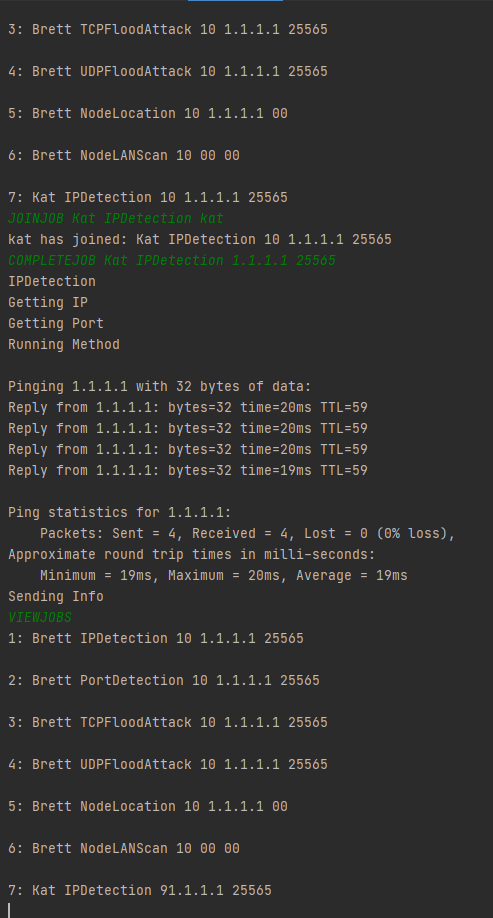 3: Brett TCPFloodAttack 10 1.1.1.1 25565
4: Brett UDPFloodAttack 10 1.1.1.1 25565
5: Brett NodeLocation 10 1.1.1.1 00
6: Brett NodeLANScan 10 00 00
7: Kat IPDetection 10 1.1.1.1 25565
JOINJOB Kat IPDetection kat
kat has joined: Kat IPDetection 10 1.1.1.1 25565
COMPLETEJOB Kat IPDetection 1.1.1.1 25565
IPDetection
Getting IP
Getting Port
Running Method
Pinging 1.1.1.1 with 32 bytes of data:
Reply from 1.1.1.1: bytes=32 time=20ms TTL=59
Reply from 1.1.1.1: bytes=32 time=20ms TTL=59
Reply from 1.1.1.1: bytes=32 time=20ms TTL=59
Reply from 1.1.1.1: bytes=32 time=19ms TTL=59
Ping statistics for 1.1.1.1:
    Packets: Sent = 4, Received = 4, Lost = 0 (0% loss),
Approximate round trip times in milli-seconds:
    Minimum = 19ms, Maximum = 20ms, Average = 19ms
Sending Info
VIEWJOBS
1: Brett IPDetection 10 1.1.1.1 25565
2: Brett PortDetection 10 1.1.1.1 25565
3: Brett TCPFloodAttack 10 1.1.1.1 25565
4: Brett UDPFloodAttack 10 1.1.1.1 25565
5: Brett NodeLocation 10 1.1.1.1 00
6: Brett NodeLANScan 10 00 00
7: Kat IPDetection 91.1.1.1 25565